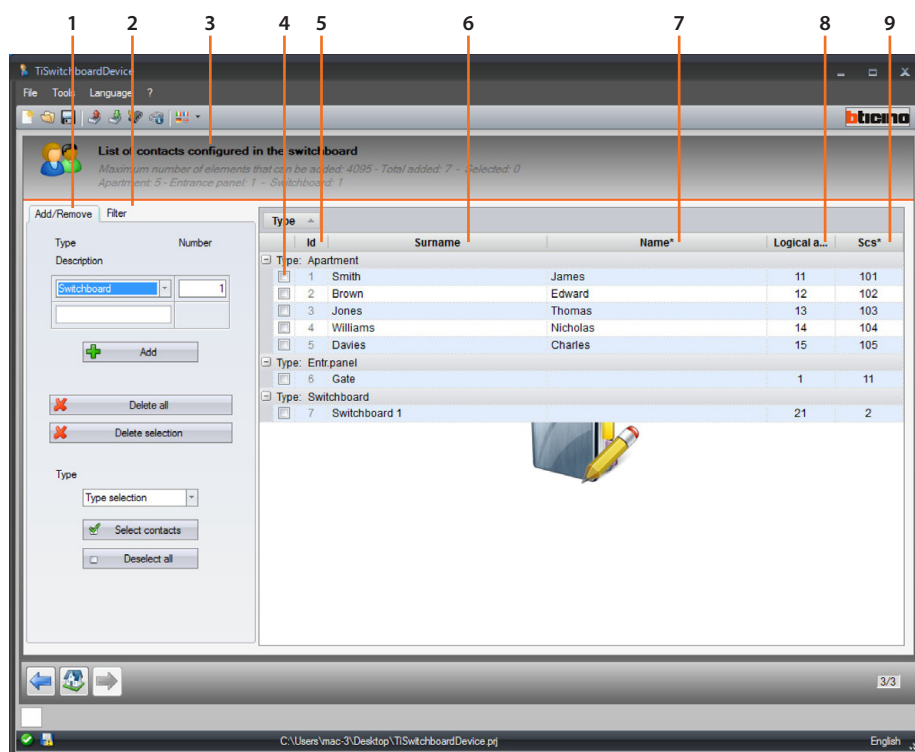 1 2 3 4 5 6 7 8 9
TiSwitchboardDevice
File Tools Language ?
bticino
List of contacts configured in the switchboard
Maximum number of elements that can be added: 4095 - Total added: 7 - Selected: 0
Apartment: 5 - Entrance panel: 1 - Switchboard: 1
Add/Remove Filter
Type Number
Description
Switchboard 1
Add
Delete all
Delete selection
Type
Type selection
Select contacts
Deselect all
Type
Id Surname Name* Logical a... Scs*
Type: Apartment
1 Smith James 11 101
2 Brown Edward 12 102
3 Jones Thomas 13 103
4 Williams Nicholas 14 104
5 Davies Charles 15 105
Type: Entr.panel
6 Gate 1 11
Type: Switchboard
7 Switchboard 1 21 2
3/3
C:\Users\mac-3\Desktop\TiSwitchboardDevice.prj English